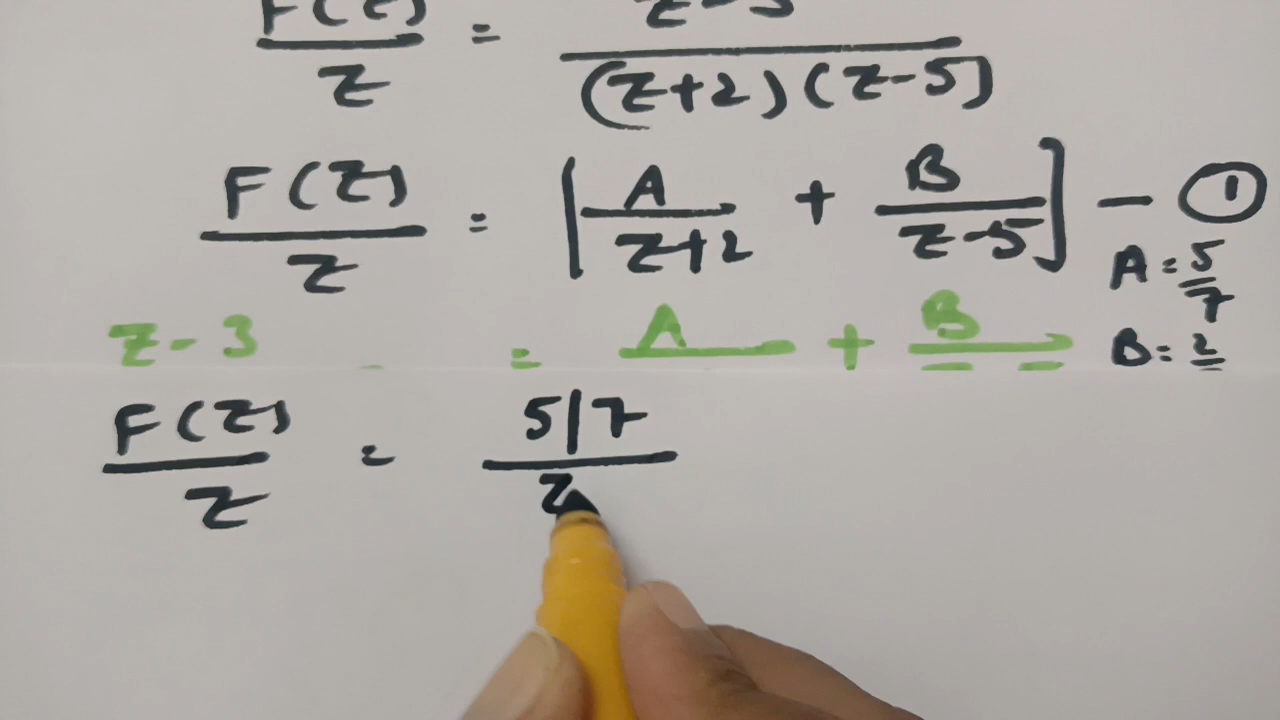 F(z)/z = z-3/(z+2)(z-5)
F(z)/z = [A/z+2 + B/z-5] - ①
A = 5/7
z-3 = A + B
B = 2
F(z)/z = 5/7/z